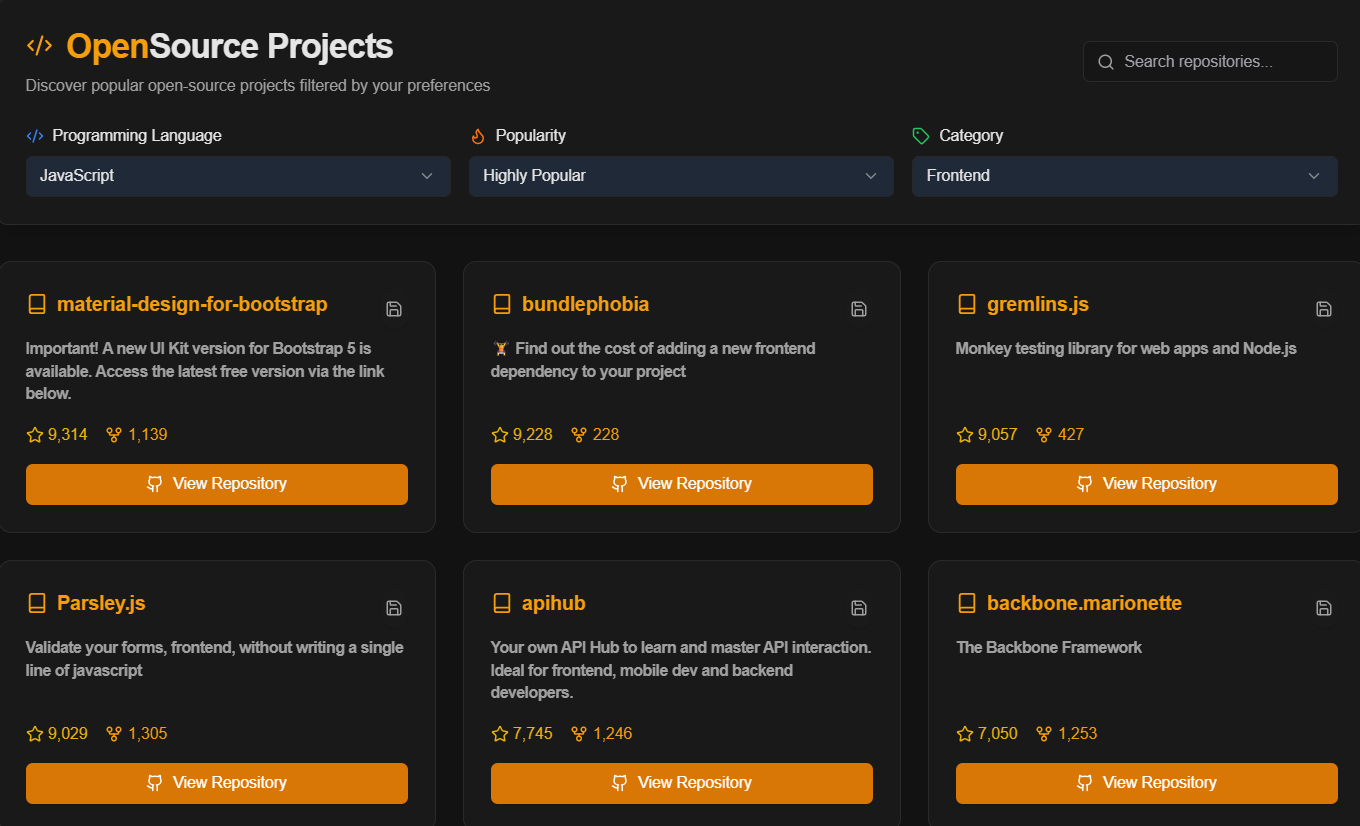 OpenSource Projects
Discover popular open-source projects filtered by your preferences
Search repositories...
Programming Language
JavaScript
Popularity
Highly Popular
Category
Frontend
material-design-for-bootstrap
Important! A new UI Kit version for Bootstrap 5 is
available. Access the latest free version via the link
below.
9,314 1,139
View Repository
bundlephobia
🏋️ Find out the cost of adding a new frontend
dependency to your project
9,228 228
View Repository
gremlins.js
Monkey testing library for web apps and Node.js
9,057 427
View Repository
Parsley.js
Validate your forms, frontend, without writing a single
line of javascript
9,029 1,305
View Repository
apihub
Your own API Hub to learn and master API interaction.
Ideal for frontend, mobile dev and backend
developers.
7,745 1,246
View Repository
backbone.marionette
The Backbone Framework
7,050 1,253
View Repository